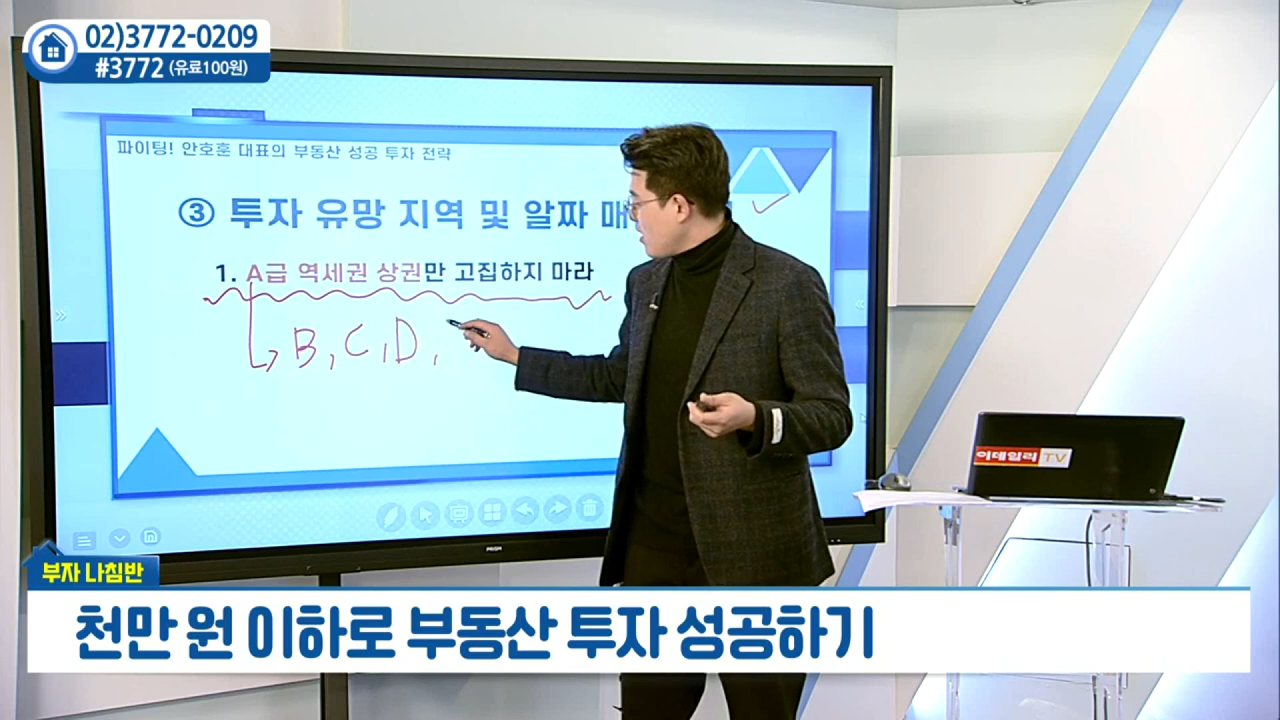 02)3772-0209
#3772 (유료100원)
파이팅! 안호훈 대표의 부동산 성공 투자 전략
③ 투자 유망 지역 및 알짜 매
1. A급 역세권 상권만 고집하지 마라
B, C, D,
이데일리 TV
PRISM
부자 나침반
천만 원 이하로 부동산 투자 성공하기